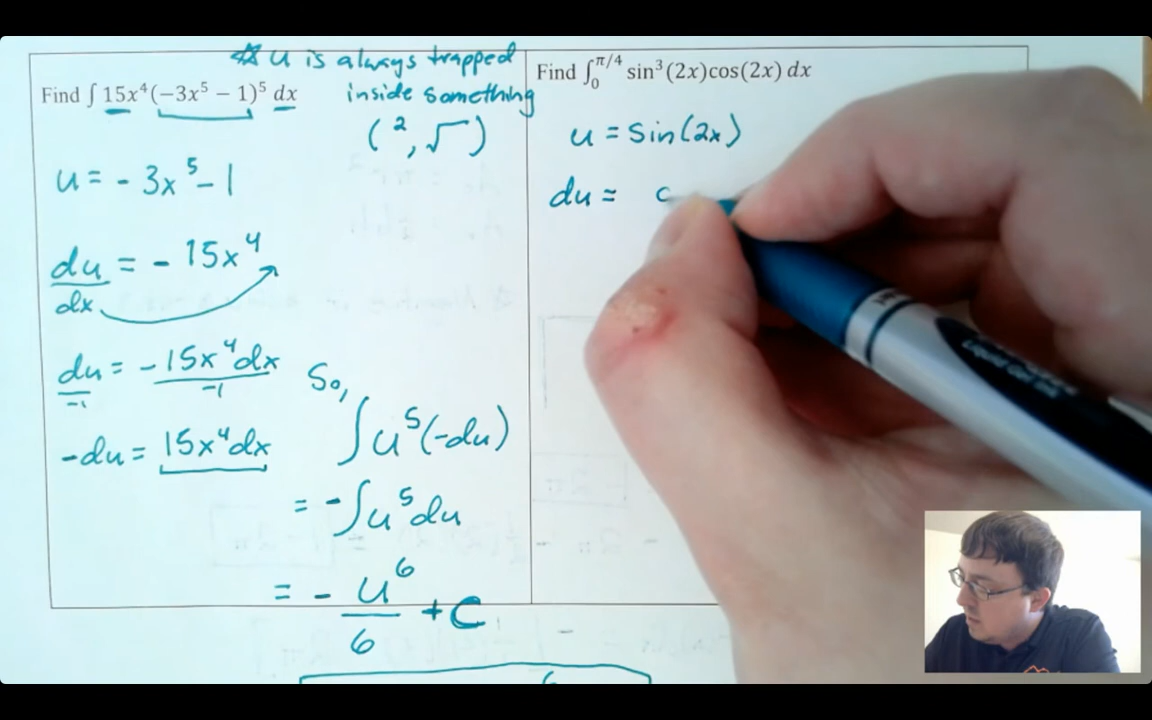 * u is always trapped
inside something
( ², √ )
Find ∫ 15x⁴(−3x⁵ − 1)⁵ dx
u = - 3x⁵ - 1
du/dx = - 15x⁴
du/-1 = -15x⁴dx/-1
-du = 15x⁴dx
So,
∫u⁵(-du)
= -∫u⁵du
= - u⁶/6 + C
6
Find ∫₀^{π/4} sin³(2x)cos(2x) dx
u = sin(2x)
du = c